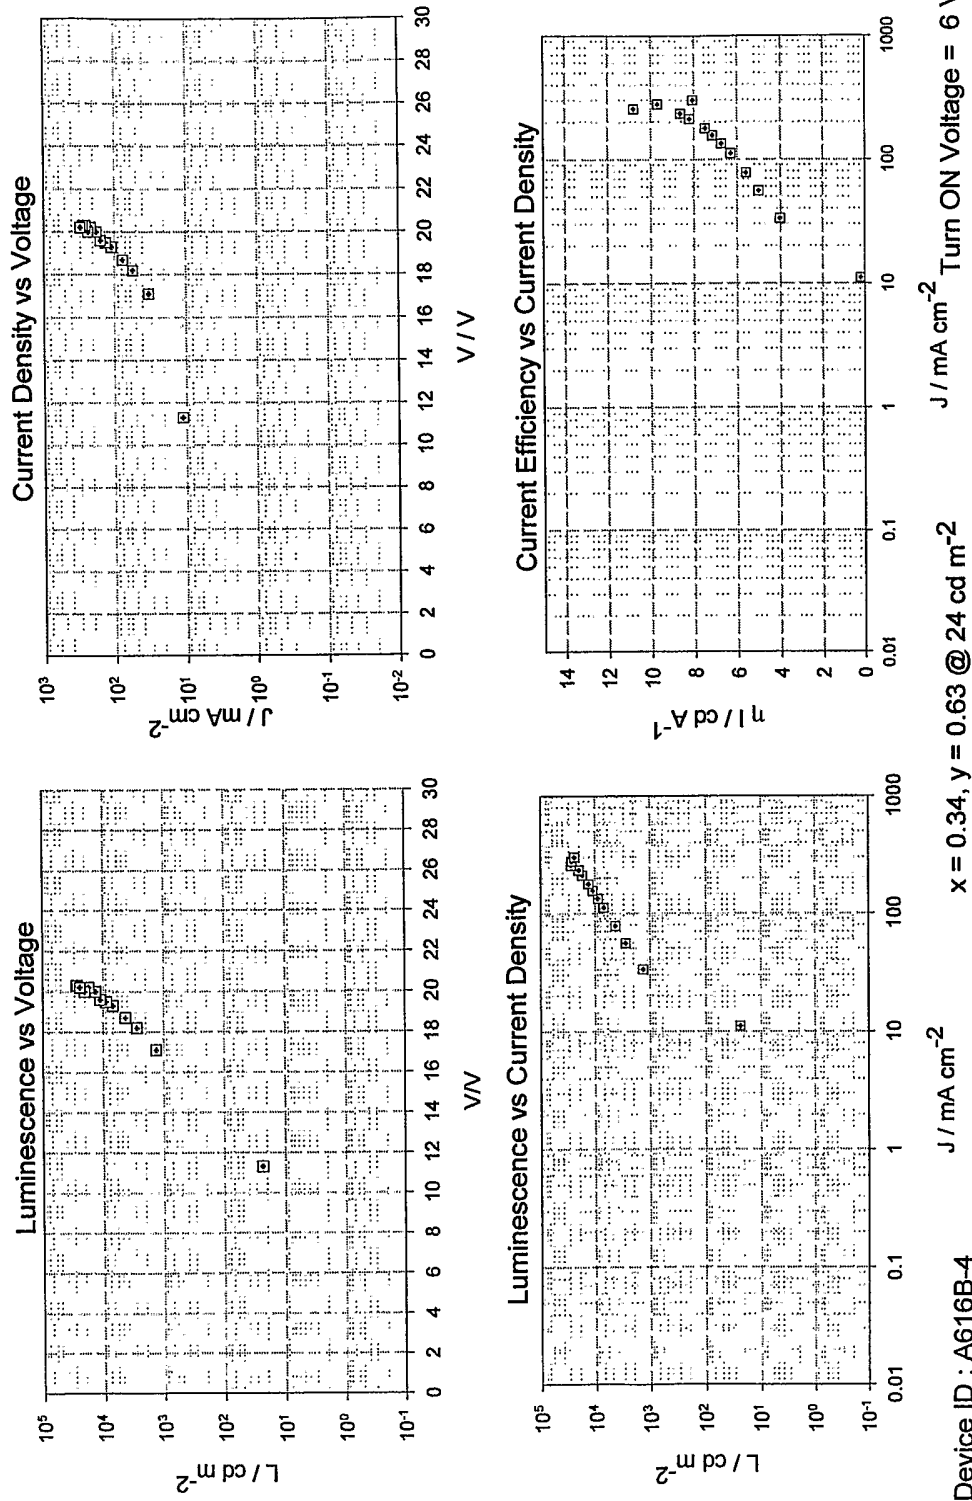 Luminescence vs Voltage
L / cd m-2
10⁵
10⁴
10³
10²
10¹
10⁰
10-1
0 2 4 6 8 10 12 14 16 18 20 22 24 26 28 30
V/V
Current Density vs Voltage
J / mA cm-2
10³
10²
10¹
10⁰
10-1
10-2
0 2 4 6 8 10 12 14 16 18 20 22 24 26 28 30
V / V
Luminescence vs Current Density
L / cd m-2
10⁵
10⁴
10³
10²
10¹
10⁰
10-1
0.01 0.1 1 10 100 1000
J / mA cm-2
Current Efficiency vs Current Density
η I / cd A-1
14
12
10
8
6
4
2
0
0.01 0.1 1 10 100 1000
J / mA cm-2
Device ID : A616B-4
x = 0.34, y = 0.63 @ 24 cd m-2
Turn ON Voltage = 6 V